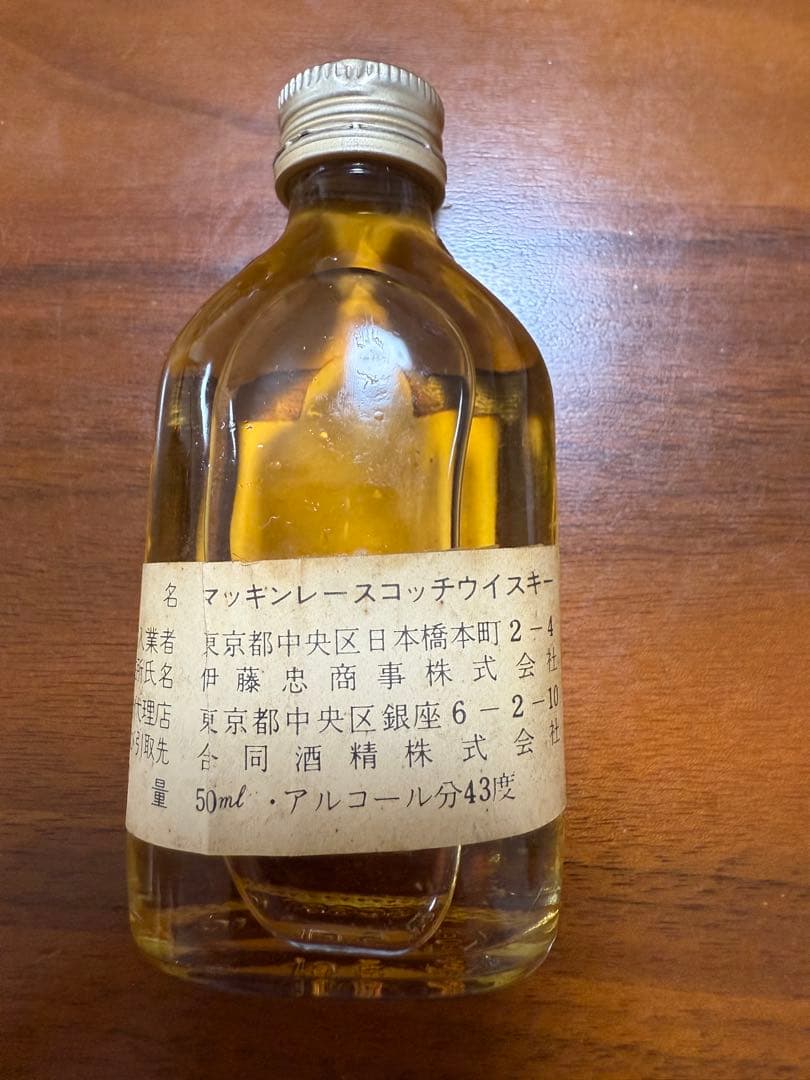 名 マッキンレースコッチウイスキー
入業者 東京都中央区日本橋本町2-4
所氏名 伊藤忠商事株式会社
代理店 東京都中央区銀座6-2-10
引取先 合同酒精株式会社
量 50ml ・アルコール分43度